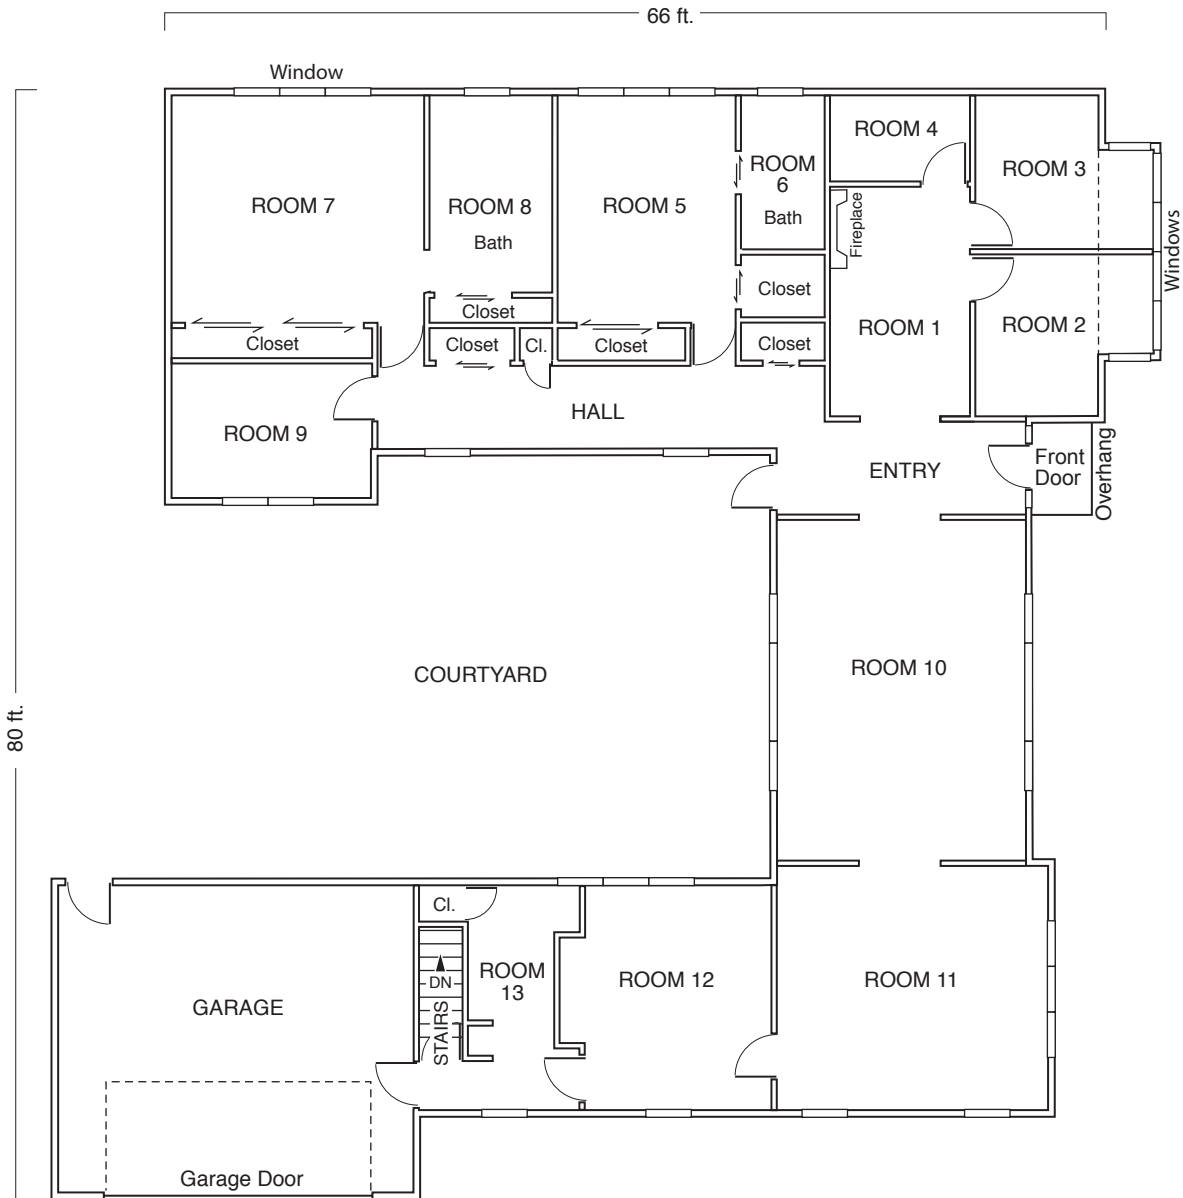 66 ft.
Window
ROOM 4
ROOM
6
Bath
ROOM 3
ROOM 7
ROOM 8
Bath
ROOM 5
Fireplace
Windows
Closet
Closet
ROOM 1
ROOM 2
Closet
Closet
Cl.
Closet
Closet
HALL
ROOM 9
ENTRY
Front
Door
Overhang
COURTYARD
ROOM 10
80 ft.
Cl.
ROOM
13
DN
STAIRS
ROOM 12
ROOM 11
GARAGE
Garage Door